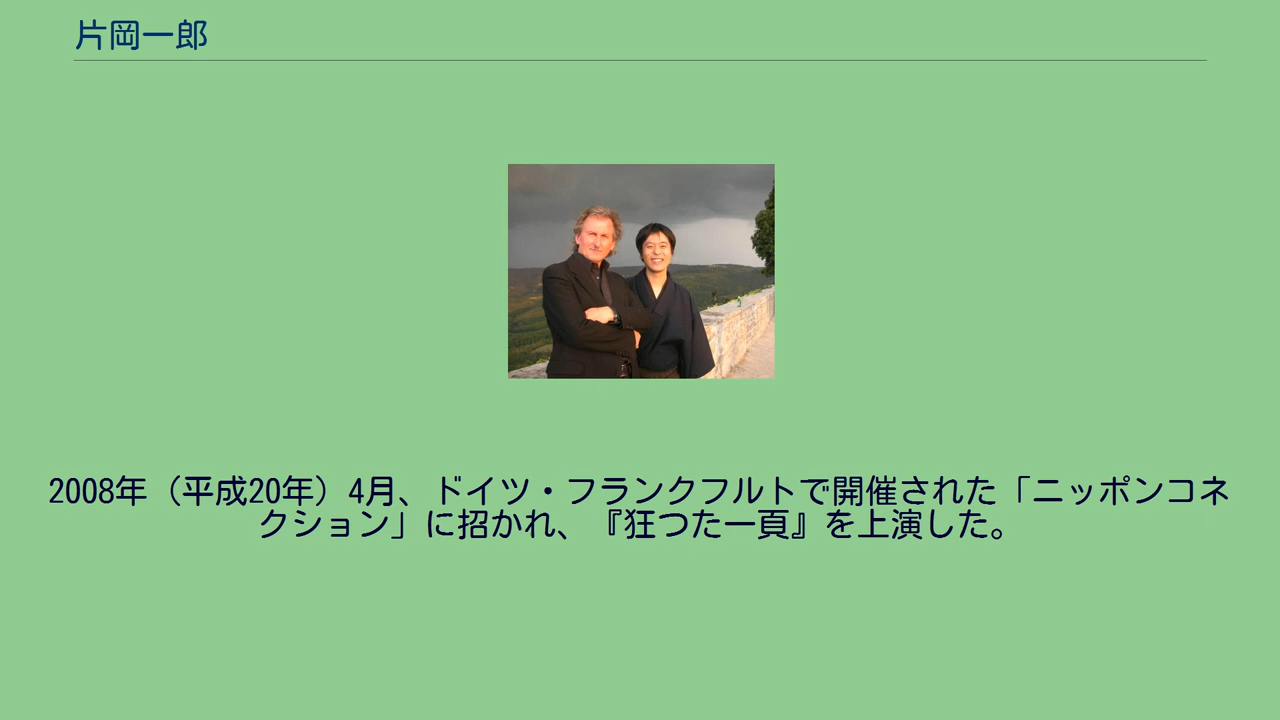 片岡一郎
2008年（平成20年）4月、ドイツ・フランクフルトで開催された「ニッポンコネ
クション」に招かれ、『狂つた一頁』を上演した。